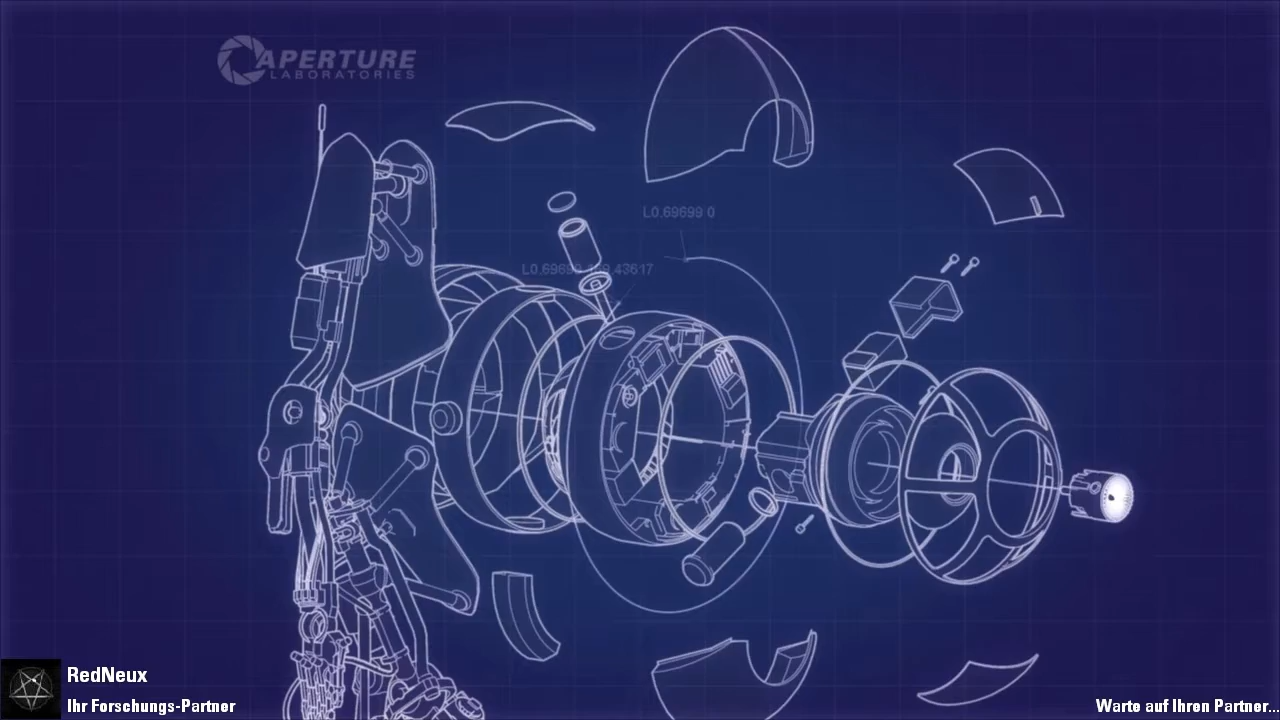 APERTURE
LABORATORIES
L0.69699 0
RedNeux
Ihr Forschungs-Partner
Warte auf Ihren Partner...